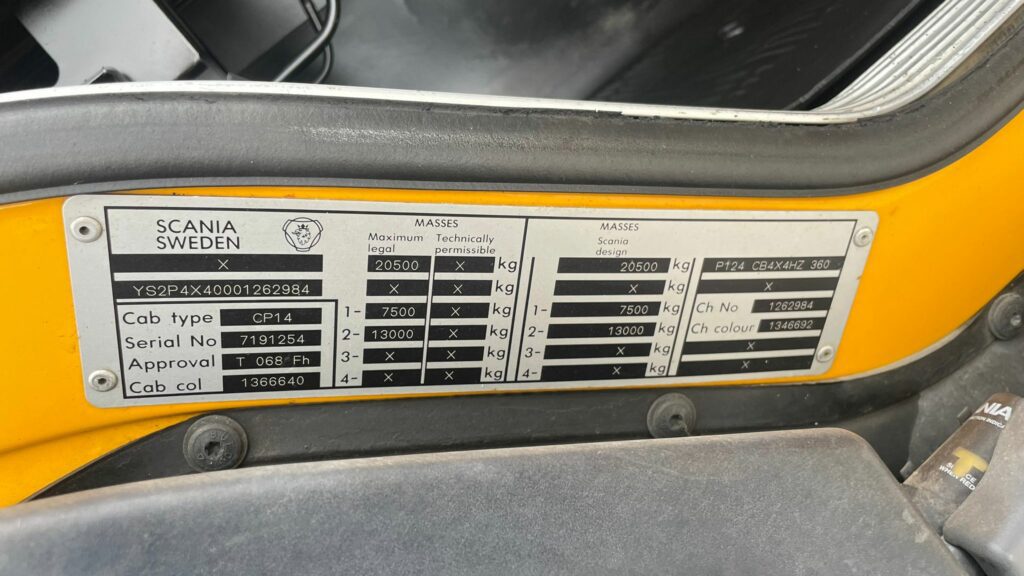 SCANIA
SWEDEN
X
YS2P4X40001262984
Cab type CP14
Serial No 7191254
Approval T 068 Fh
Cab col 1366640
MASSES
Maximum legal Technically permissible
20500 X kg
X X
1- 7500 X kg
2- 13000 X kg
3- X X kg
4- X X kg
MASSES
Scania design
20500 kg
X
1- 7500 kg
2- 13000 kg
3- X kg
4- X kg
P124 CB4X4HZ 360
X
Ch No 1262984
Ch colour 1346692
X
X
WHEN RED